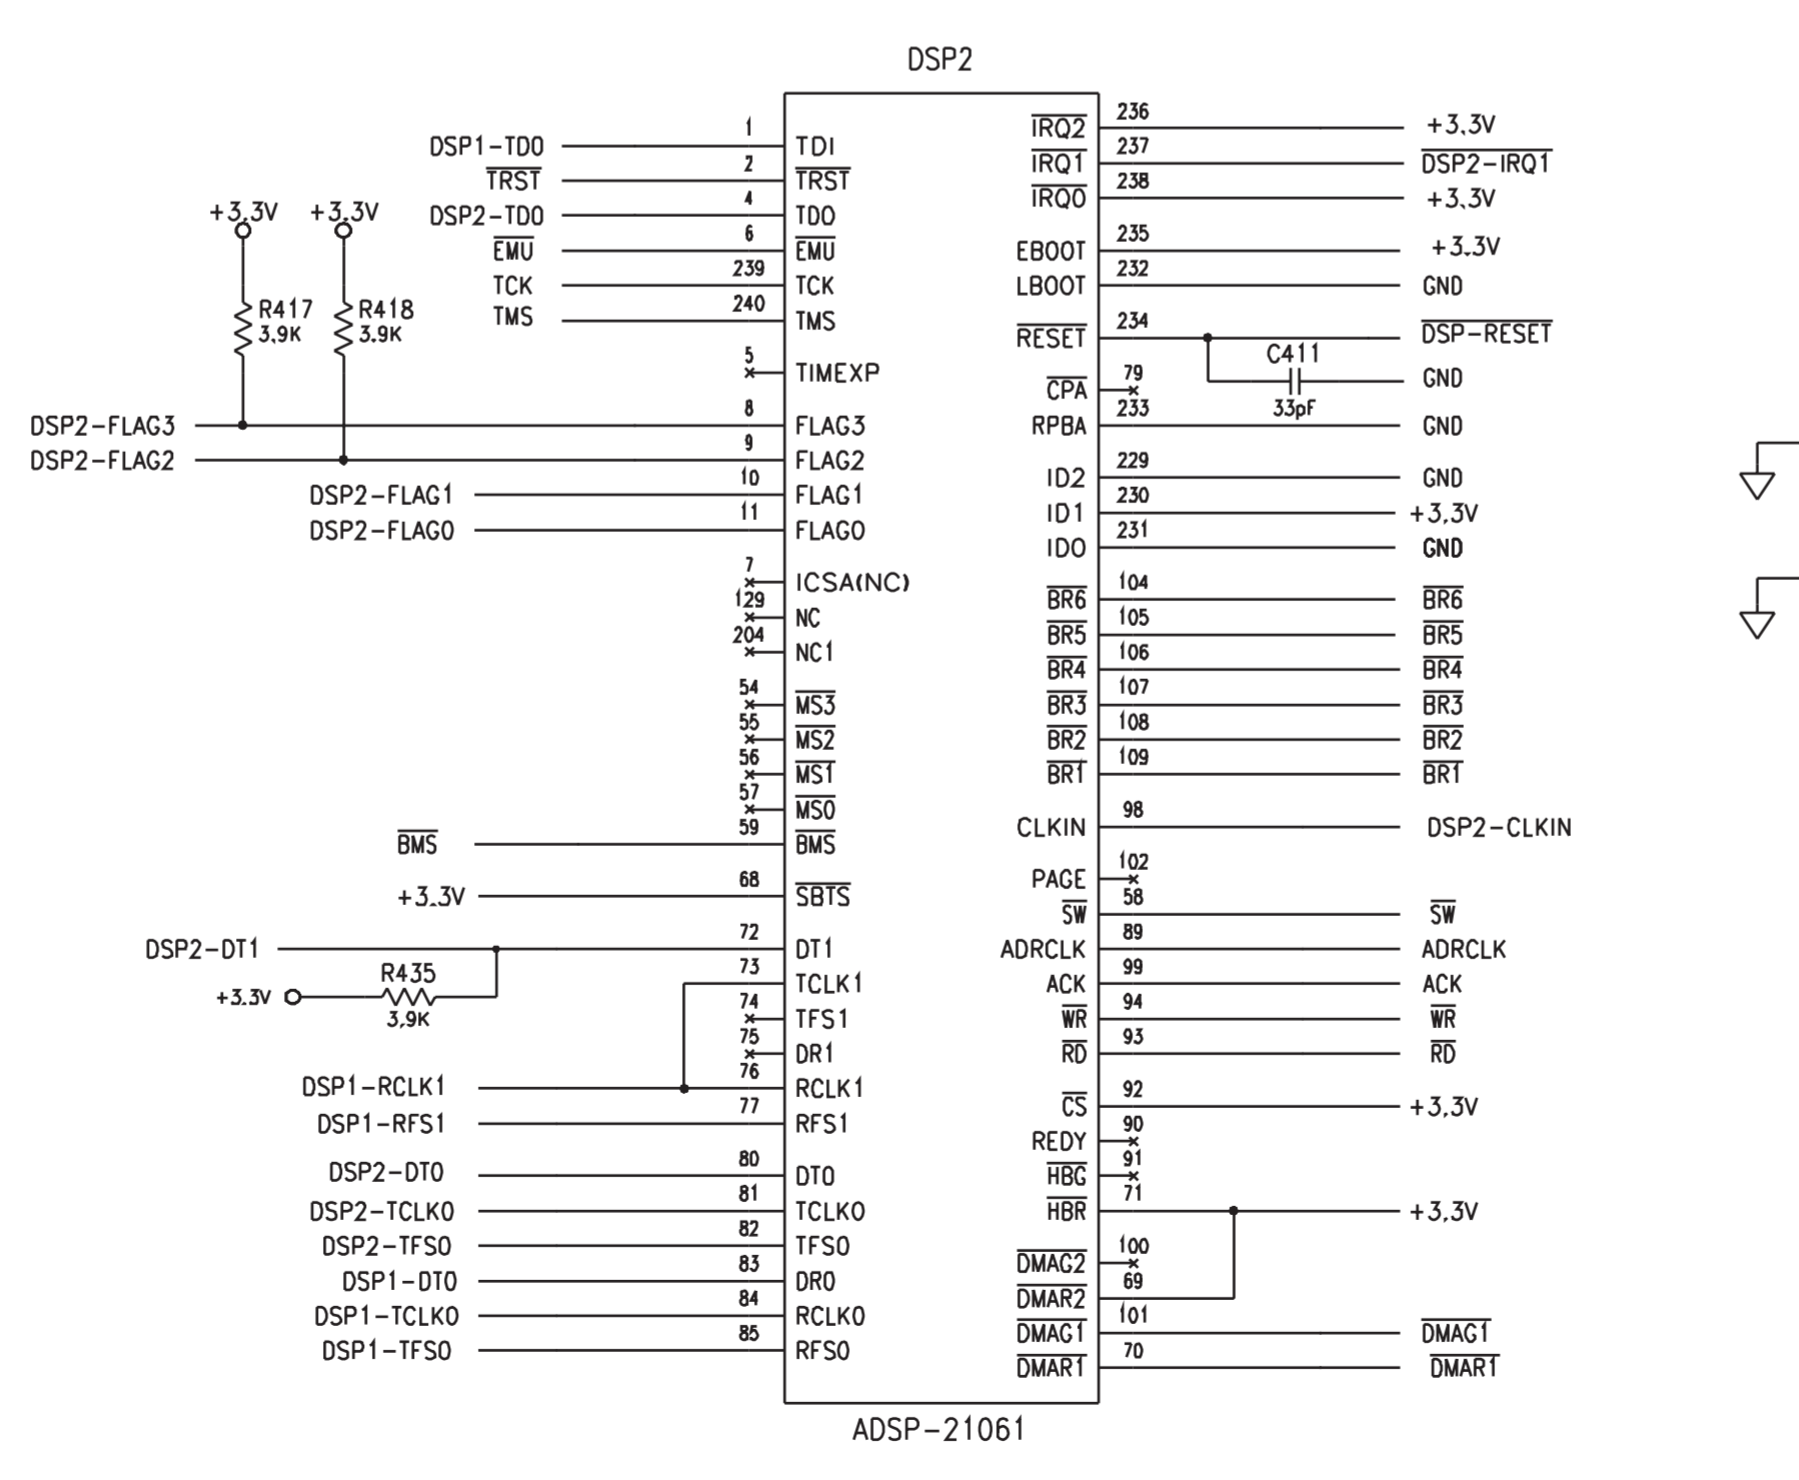 DSP2
DSP1-TDO 1 TDI
TRST 2 TRST
DSP2-TDO 4 TDO
EMU 6 EMU
TCK 239 TCK
TMS 240 TMS
5 TIMEXP
+3.3V +3.3V
R417 R418
3.9K 3.9K
DSP2-FLAG3 8 FLAG3
DSP2-FLAG2 9 FLAG2
DSP2-FLAG1 10 FLAG1
DSP2-FLAG0 11 FLAG0
7 ICSA(NC)
129 NC
204 NC1
54 MS3
55 MS2
56 MS1
57 MS0
BMS 59 BMS
+3.3V 68 SBTS
DSP2-DT1 72 DT1
R435
+3.3V
3.9K
73 TCLK1
74 TFS1
75 DR1
DSP1-RCLK1 76 RCLK1
DSP1-RFS1 77 RFS1
DSP2-DT0 80 DT0
DSP2-TCLK0 81 TCLK0
DSP2-TFS0 82 TFS0
DSP1-DT0 83 DR0
DSP1-TCLK0 84 RCLK0
DSP1-TFS0 85 RFS0
IRQ2 236 +3.3V
IRQ1 237 DSP2-IRQ1
IRQ0 238 +3.3V
EBOOT 235 +3.3V
LBOOT 232 GND
RESET 234 DSP-RESET
C411 GND
33pF
CPA 79
RPBA 233 GND
ID2 229 GND
ID1 230 +3.3V
ID0 231 GND
BR6 104 BR6
BR5 105 BR5
BR4 106 BR4
BR3 107 BR3
BR2 108 BR2
BR1 109 BR1
CLKIN 98 DSP2-CLKIN
PAGE 102
SW 58 SW
ADRCLK 89 ADRCLK
ACK 99 ACK
WR 94 WR
RD 93 RD
CS 92 +3.3V
REDY 90
HBG 91
HBR 71 +3.3V
DMAG2 100
DMAR2 69
DMAG1 101 DMAG1
DMAR1 70 DMAR1
ADSP-21061